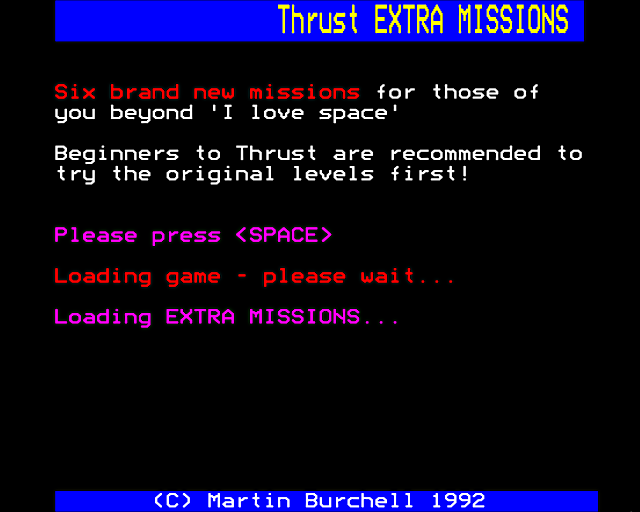 Thrust EXTRA MISSIONS
Six brand new missions for those of
you beyond 'I love space'
Beginners to Thrust are recommended to
try the original levels first!
Please press <SPACE>
Loading game - please wait...
Loading EXTRA MISSIONS...
(C) Martin Burchell 1992